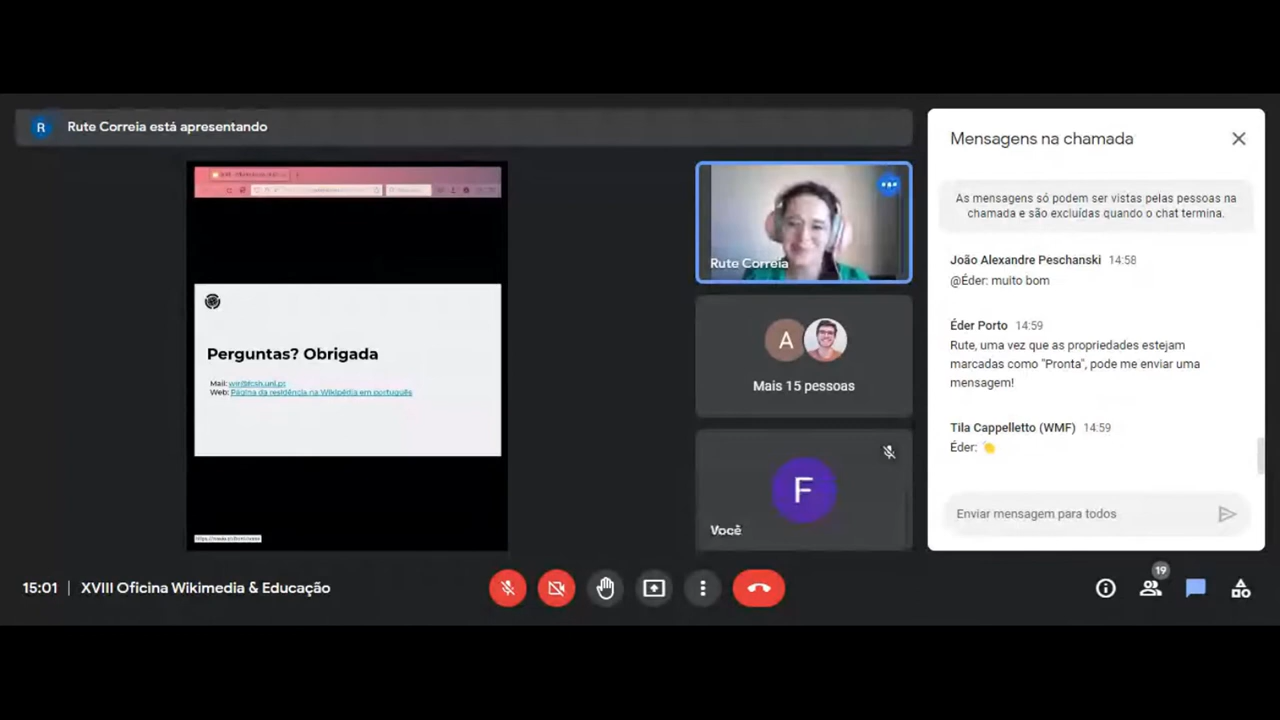 R
Rute Correia está apresentando
Perguntas? Obrigada
Mail: wir@fcsh.unl.pt
Web: Página da residência na Wikipédia em português
Rute Correia
A
Mais 15 pessoas
F
Você
Mensagens na chamada
As mensagens só podem ser vistas pelas pessoas na
chamada e são excluídas quando o chat termina.
João Alexandre Peschanski 14:58
@Éder: muito bom
Éder Porto 14:59
Rute, uma vez que as propriedades estejam
marcadas como "Pronta", pode me enviar uma
mensagem!
Tila Cappelletto (WMF) 14:59
Éder: 👏
Enviar mensagem para todos
15:01 | XVIII Oficina Wikimedia & Educação
19